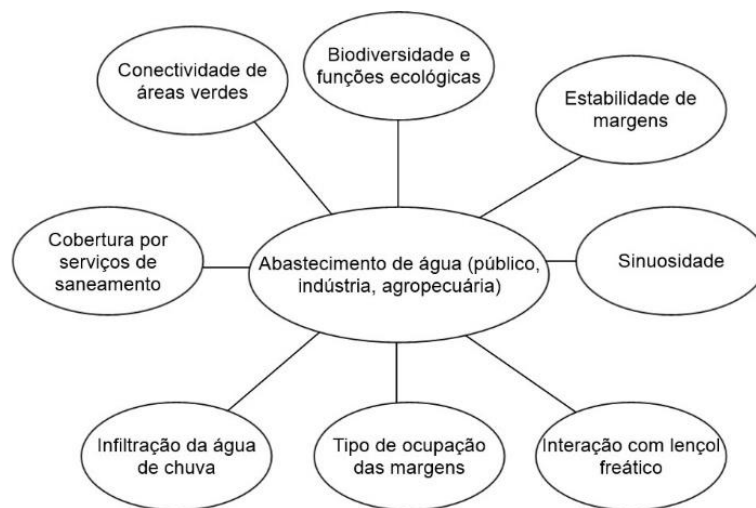 Conectividade de
áreas verdes
Biodiversidade e
funções ecológicas
Estabilidade de
margens
Cobertura por
serviços de
saneamento
Abastecimento de água (público,
indústria, agropecuária)
Sinuosidade
Infiltração da água
de chuva
Tipo de ocupação
das margens
Interação com lençol
freático